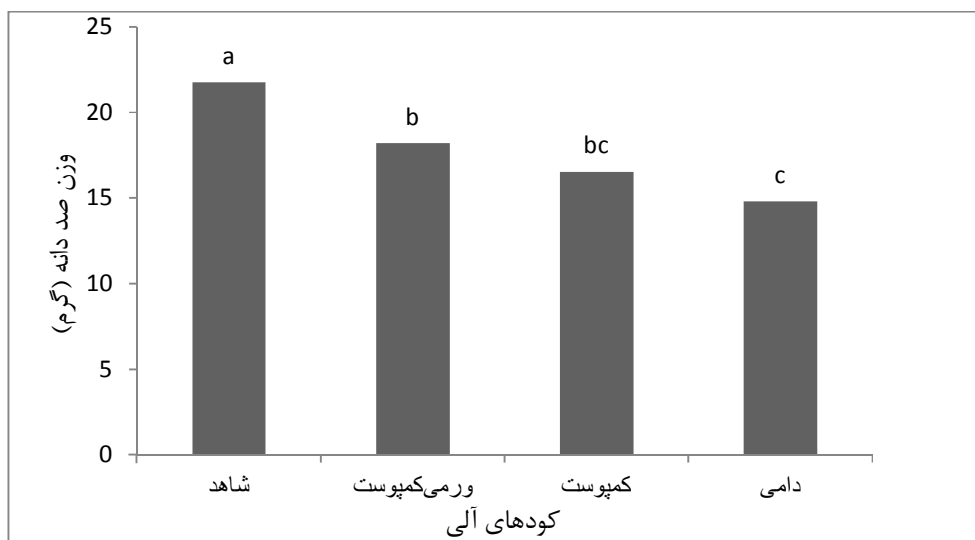 وزن صد دانه (گرم)
25
20
15
10
5
0
a
b
bc
c
شاهد
ورمی‌کمپوست
کمپوست
دامی
کودهای آلی